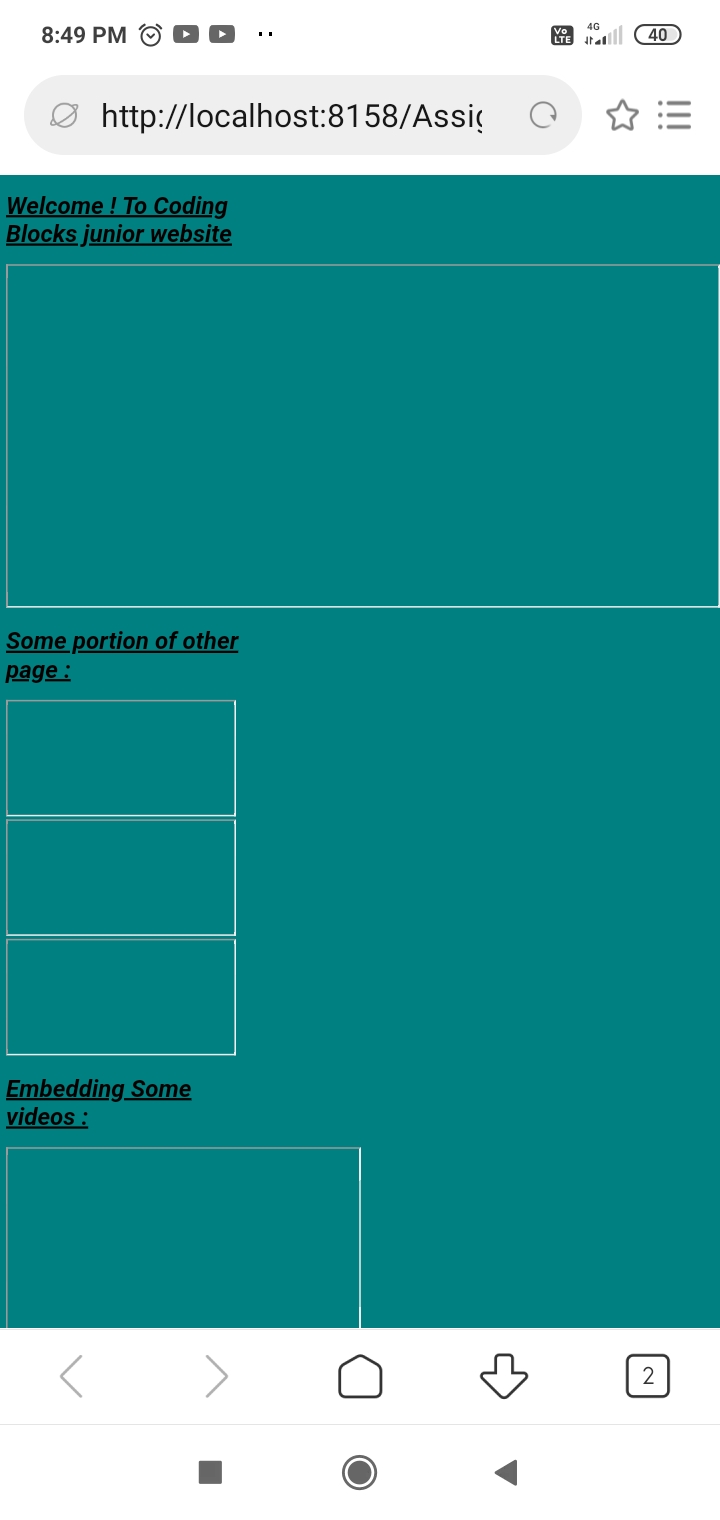 8:49 PM
Vo LTE
4G
40
http://localhost:8158/Assig
Welcome ! To Coding
Blocks junior website
Some portion of other
page :
Embedding Some
videos :
2